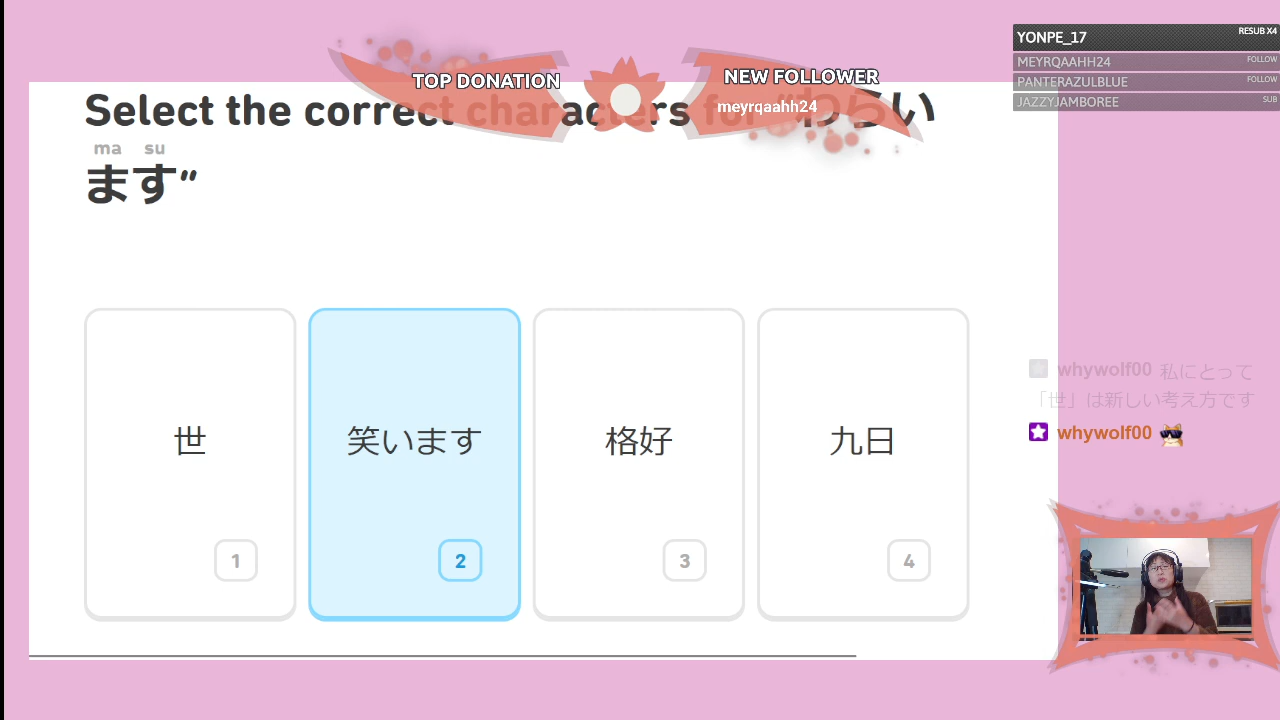 TOP DONATION
NEW FOLLOWER
meyrqaahh24
YONPE_17 RESUB X4
MEYRQAAHH24 FOLLOW
PANTERAZULBLUE FOLLOW
JAZZYJAMBOREE SUB
Select the correct characters for “わらい
ma su
ます”
世
笑います
格好
九日
1
2
3
4
whywolf00 私にとって
「世」は新しい考え方です
whywolf00